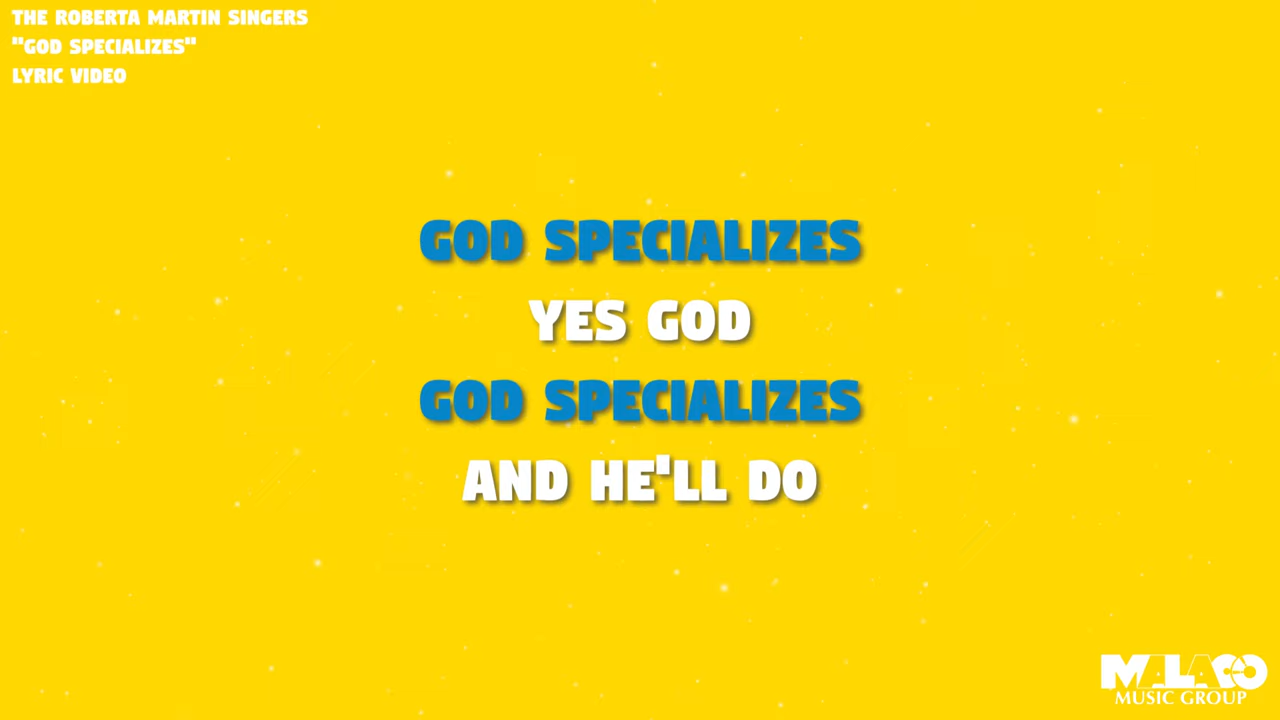 THE ROBERTA MARTIN SINGERS
"GOD SPECIALIZES"
LYRIC VIDEO
GOD SPECIALIZES
YES GOD
GOD SPECIALIZES
AND HE'LL DO
MALACO
MUSIC GROUP